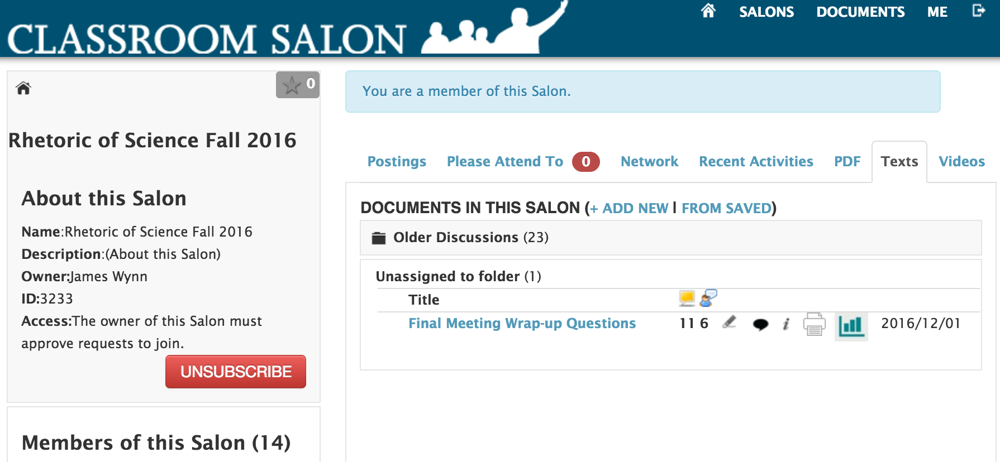 CLASSROOM SALON
SALONS DOCUMENTS ME
0
Rhetoric of Science Fall 2016
About this Salon
Name:Rhetoric of Science Fall 2016
Description:(About this Salon)
Owner:James Wynn
ID:3233
Access:The owner of this Salon must
approve requests to join.
UNSUBSCRIBE
Members of this Salon (14)
You are a member of this Salon.
Postings Please Attend To 0 Network Recent Activities PDF Texts Videos
DOCUMENTS IN THIS SALON (+ ADD NEW | FROM SAVED)
Older Discussions (23)
Unassigned to folder (1)
Title
Final Meeting Wrap-up Questions 11 6 i 2016/12/01